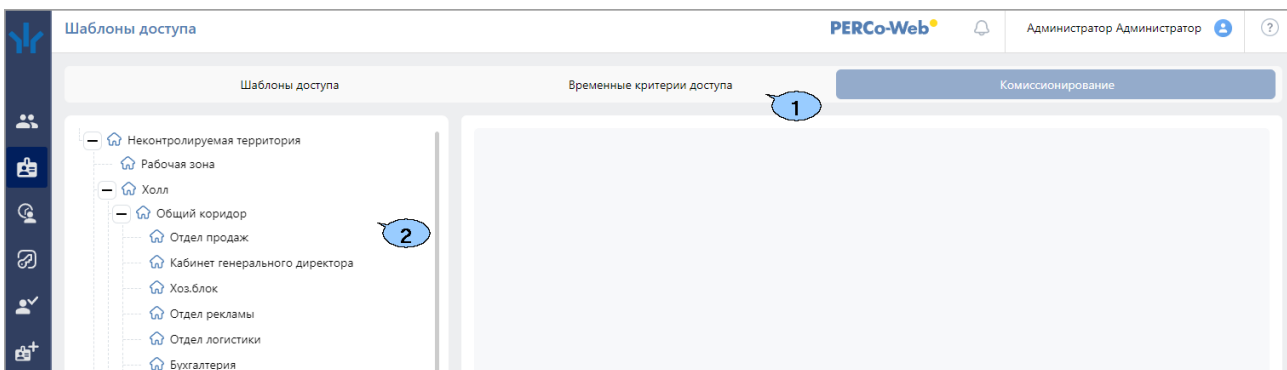 Шаблоны доступа
PERCo-Web
Администратор Администратор
?
Шаблоны доступа
Временные критерии доступа
Комиссионирование
1
Неконтролируемая территория
Рабочая зона
Холл
Общий коридор
2
Отдел продаж
Кабинет генерального директора
Хоз.блок
Отдел рекламы
Отдел логистики
Бухгалтерия